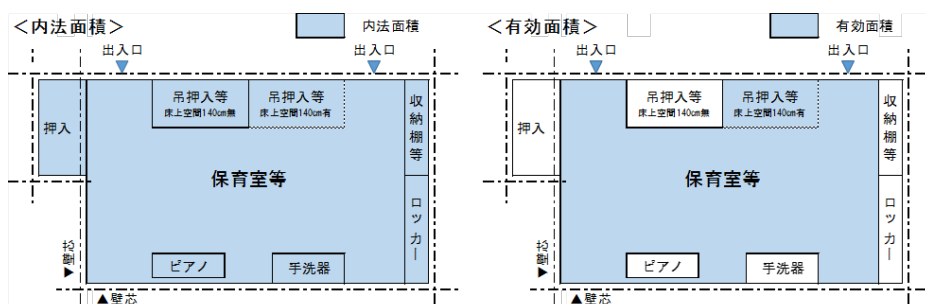 ＜内法面積＞
内法面積
出入口
出入口
吊押入等
床上空間140㎝無
吊押入等
床上空間140㎝有
押入
収納棚等
保育室等
ロッカー
ピアノ
手洗器
壁芯▼
▲壁芯
＜有効面積＞
有効面積
出入口
出入口
吊押入等
床上空間140㎝無
吊押入等
床上空間140㎝有
押入
収納棚等
保育室等
ロッカー
ピアノ
手洗器
壁芯▼
▲壁芯